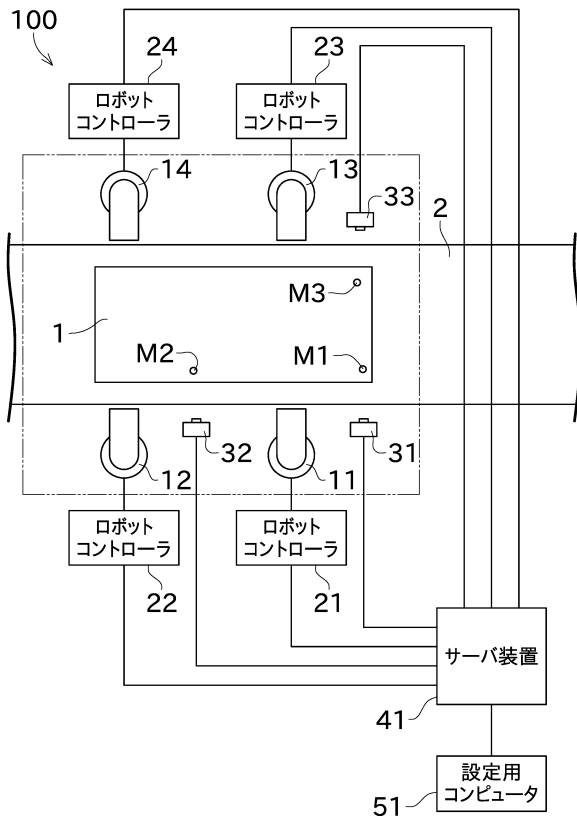 100
24
23
ロボット
コントローラ
ロボット
コントローラ
14
13
33
2
M3
1
M2
M1
32
31
12
11
ロボット
コントローラ
ロボット
コントローラ
22
21
サーバ装置
41
設定用
コンピュータ
51